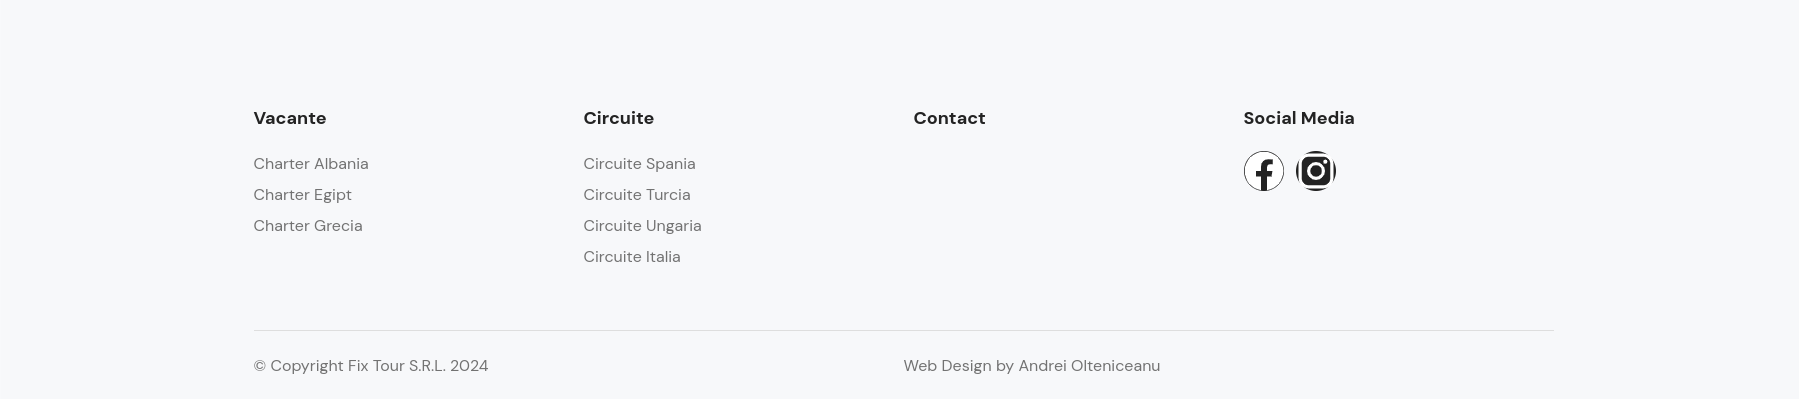 Vacante
Charter Albania
Charter Egipt
Charter Grecia
Circuite
Circuite Spania
Circuite Turcia
Circuite Ungaria
Circuite Italia
Contact
Social Media
© Copyright Fix Tour S.R.L. 2024
Web Design by Andrei Olteniceanu